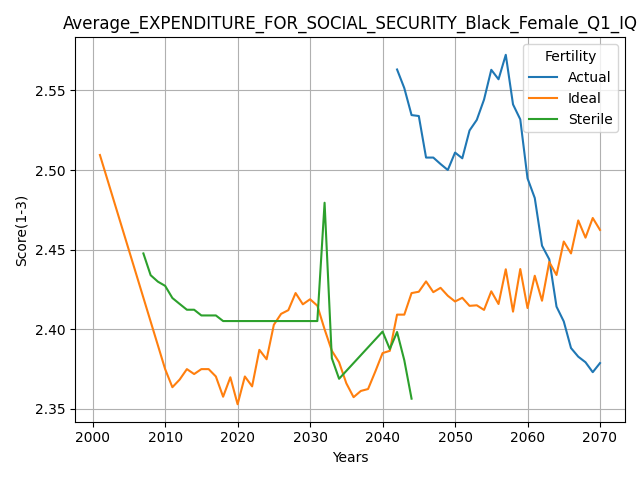 Average_EXPENDITURE_FOR_SOCIAL_SECURITY_Black_Female_Q1_IQ
Fertility
Actual
Ideal
Sterile
Score(1-3)
2.55
2.50
2.45
2.40
2.35
2000 2010 2020 2030 2040 2050 2060 2070
Years